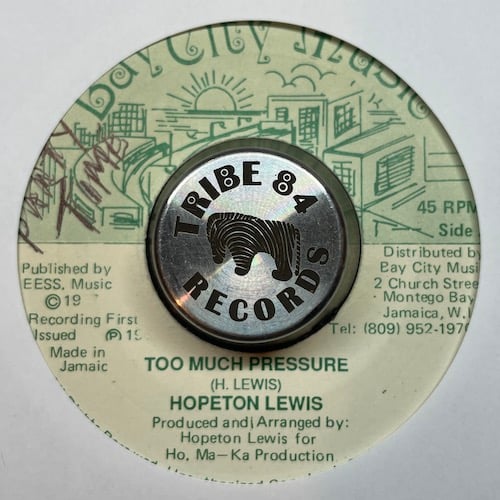 Bay City Music
TRIBE 84
RECORDS
45 RPM
Side
Published by
EESS. Music
© 19
Recording First
Issued ℗ 19
Made in
Jamaic
Distributed by
Bay City Musi
2 Church Stree
Montego Bay
Jamaica, W.I
Tel: (809) 952-1970
TOO MUCH PRESSURE
(H. LEWIS)
HOPETON LEWIS
Produced and Arranged by:
Hopeton Lewis for
Ho, Ma-Ka Production